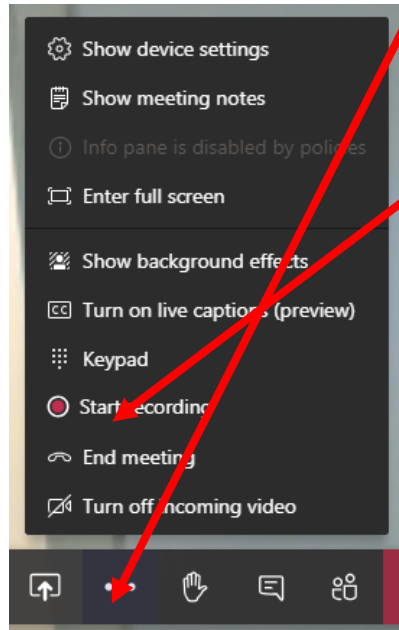 Show device settings
Show meeting notes
Info pane is disabled by policies
Enter full screen
Show background effects
CC Turn on live captions (preview)
Keypad
Start recording
End meeting
Turn off incoming video